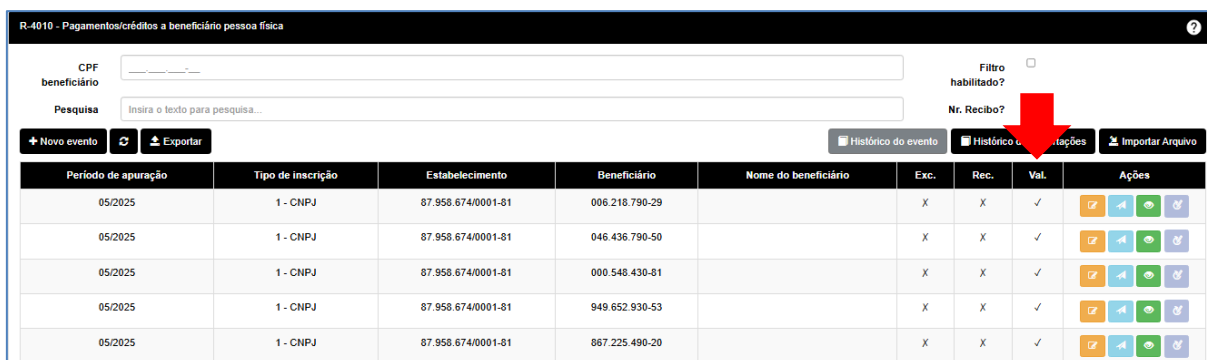 R-4010 - Pagamentos/créditos a beneficiário pessoa física
CPF beneficiário ___.___.___-__ Filtro habilitado?
Pesquisa Insira o texto para pesquisa... Nr. Recibo?
Novo evento Exportar Histórico do evento Histórico Importar Arquivo
Período de apuração Tipo de inscrição Estabelecimento Beneficiário Nome do beneficiário Exc. Rec. Val. Ações
05/2025 1 - CNPJ 87.958.674/0001-81 006.218.790-29 X X ✓
05/2025 1 - CNPJ 87.958.674/0001-81 046.436.790-50 X X ✓
05/2025 1 - CNPJ 87.958.674/0001-81 000.548.430-81 X X ✓
05/2025 1 - CNPJ 87.958.674/0001-81 949.652.930-53 X X ✓
05/2025 1 - CNPJ 87.958.674/0001-81 867.225.490-20 X X ✓